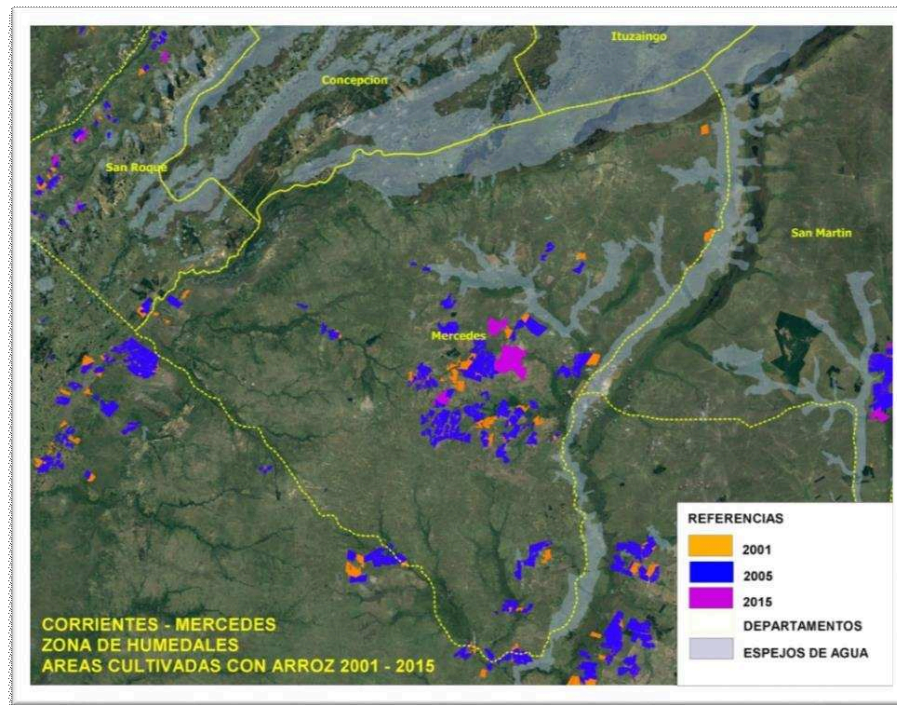 Ituzaingo
Concepcion
San Roque
San Martin
Mercedes
REFERENCIAS
2001
2005
2015
DEPARTAMENTOS
ESPEJOS DE AGUA
CORRIENTES - MERCEDES
ZONA DE HUMEDALES
AREAS CULTIVADAS CON ARROZ 2001 - 2015